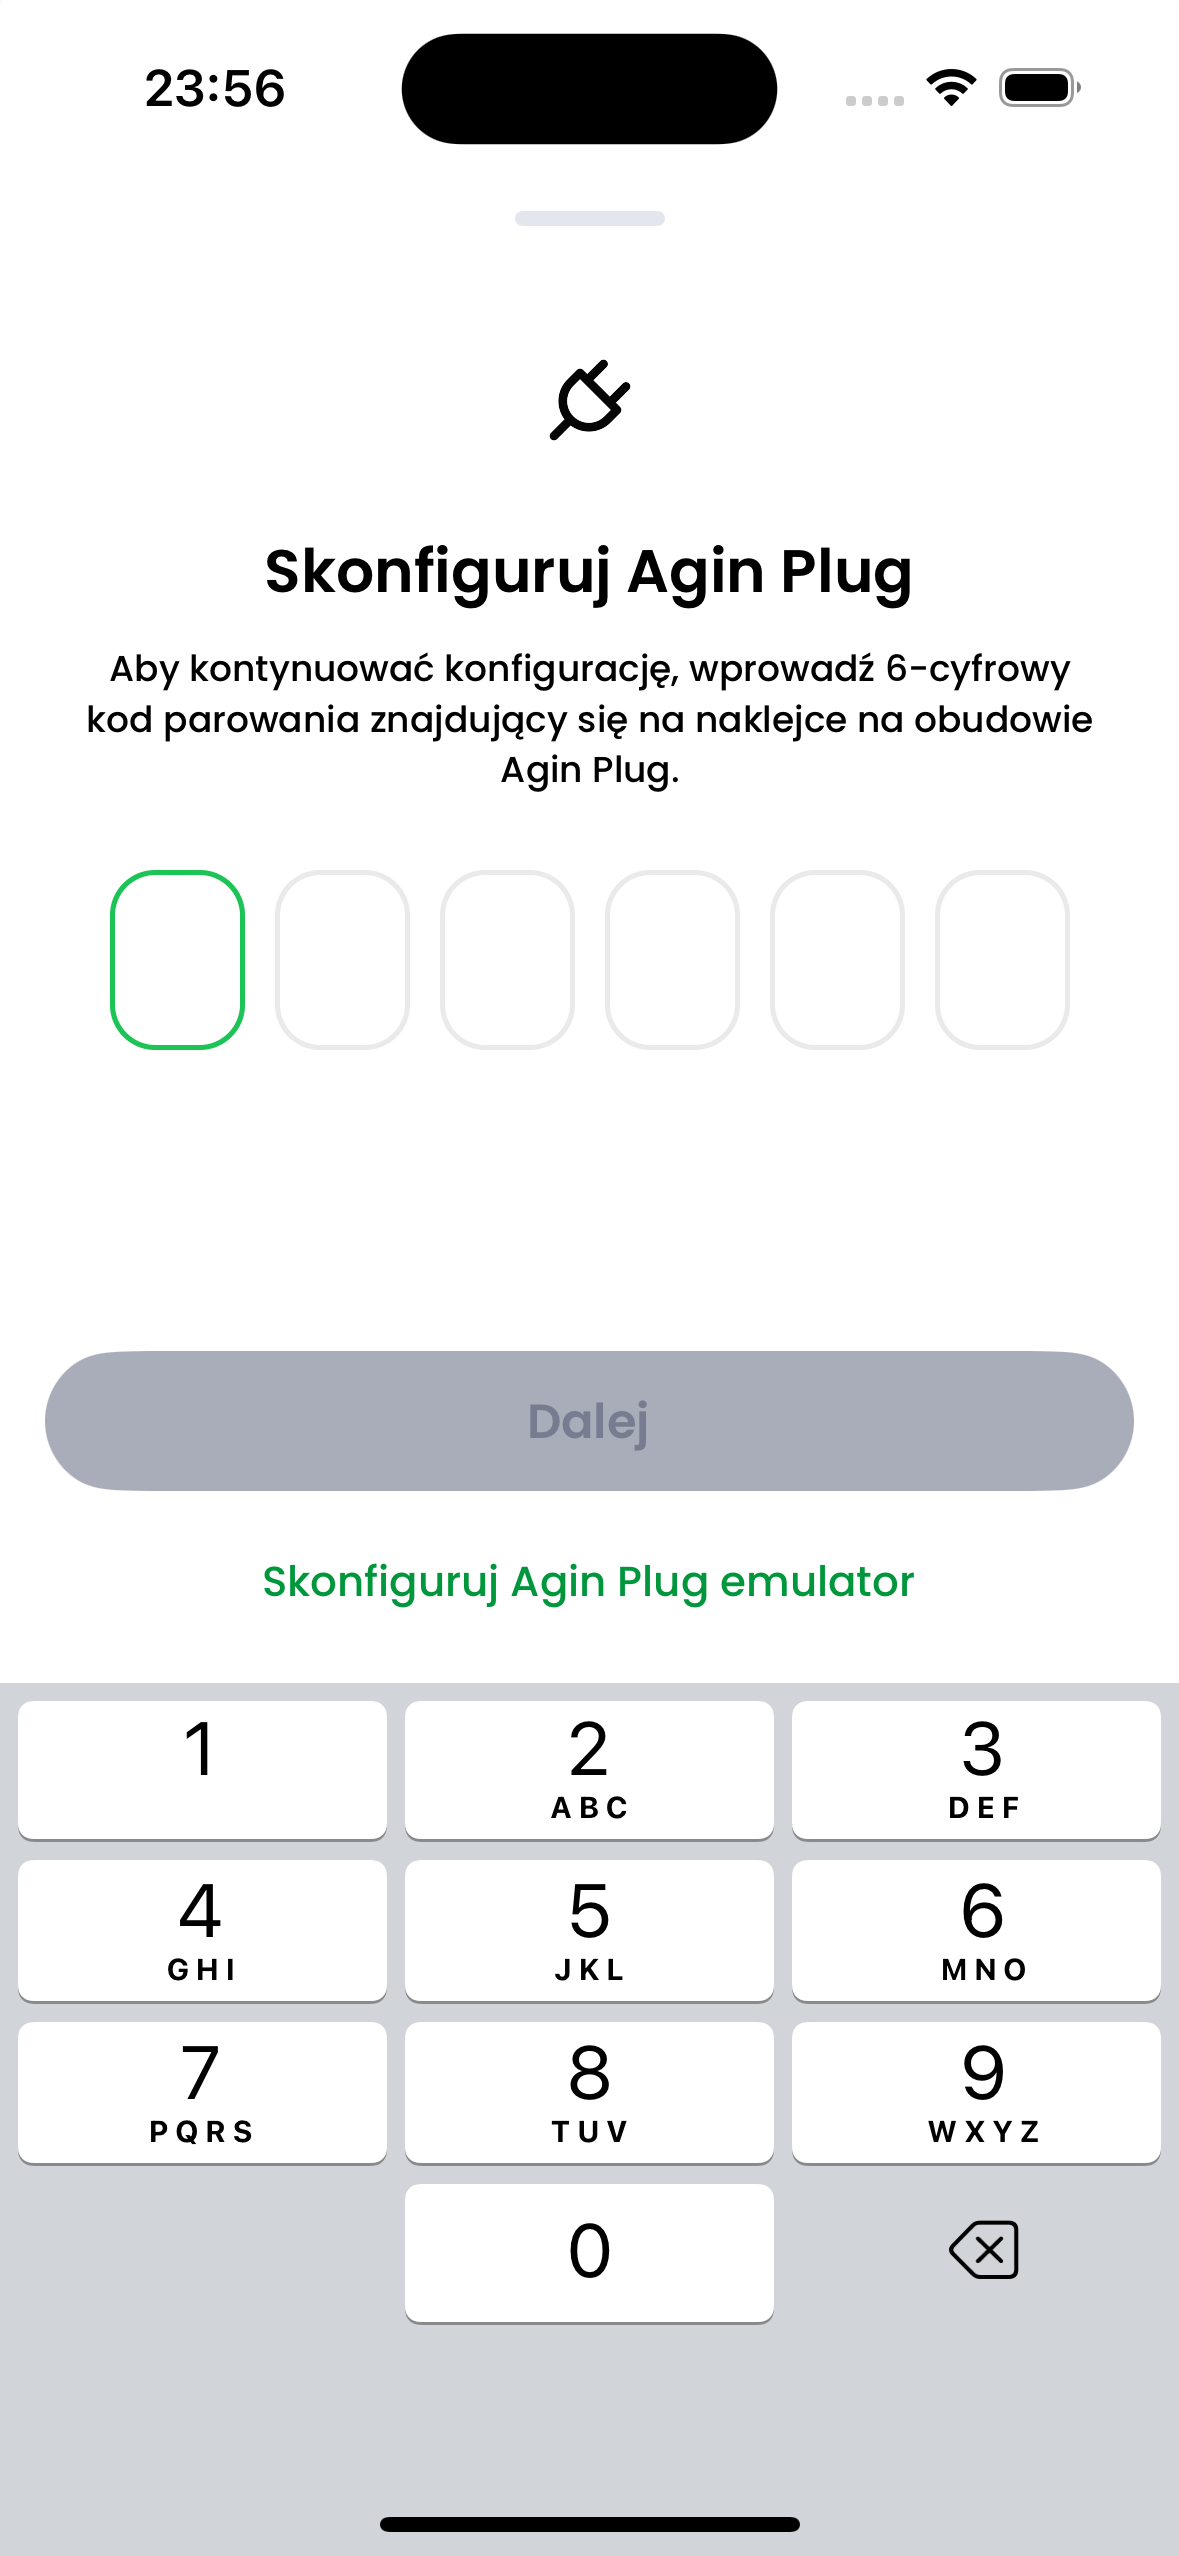 23:56
Skonfiguruj Agin Plug
Aby kontynuować konfigurację, wprowadź 6-cyfrowy
kod parowania znajdujący się na naklejce na obudowie
Agin Plug.
Dalej
Skonfiguruj Agin Plug emulator
1
2
ABC
3
DEF
4
GHI
5
JKL
6
MNO
7
PQRS
8
TUV
9
WXYZ
0